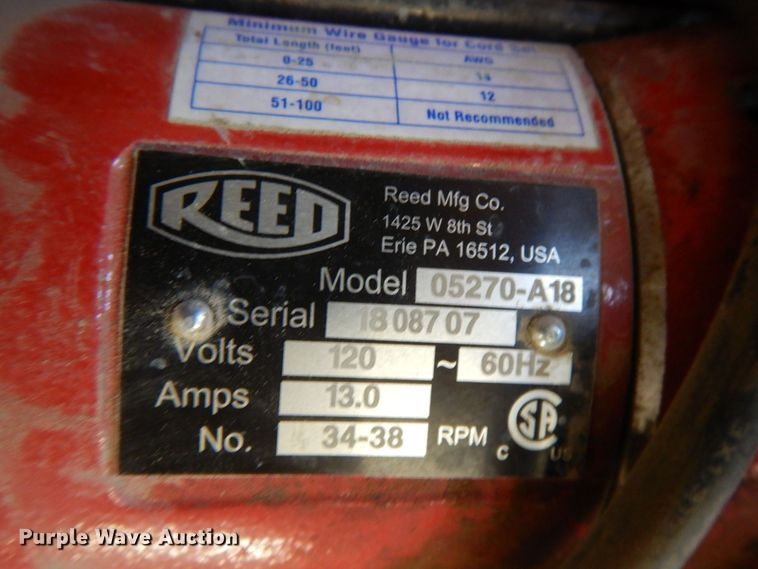 Minimum Wire Gauge for Cord Set
Total Length (feet) AWG
0-25 14
26-50 12
51-100 Not Recommended
REED
Reed Mfg Co.
1425 W 8th St
Erie PA 16512, USA
Model 05270-A18
Serial 18 087 07
Volts 120 ~ 60Hz
Amps 13.0
No. 34-38 RPM
C SA US
Purple Wave Auction